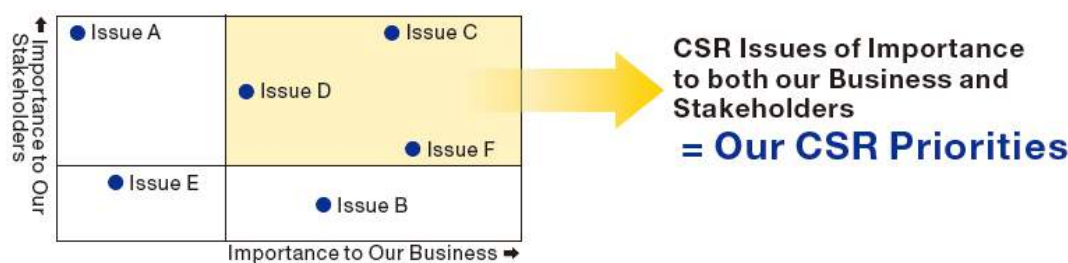 ↑ Importance to Our
Stakeholders
Issue A
Issue C
Issue D
Issue F
Issue E
Issue B
Importance to Our Business →
CSR Issues of Importance
to both our Business and
Stakeholders
= Our CSR Priorities